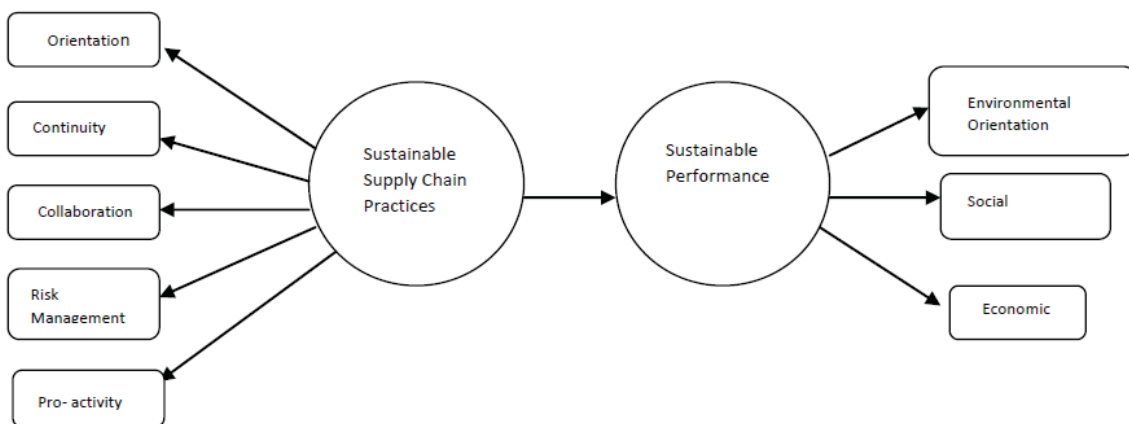 Orientation
Continuity
Collaboration
Risk
Management
Pro- activity
Sustainable
Supply Chain
Practices
Sustainable
Performance
Environmental
Orientation
Social
Economic